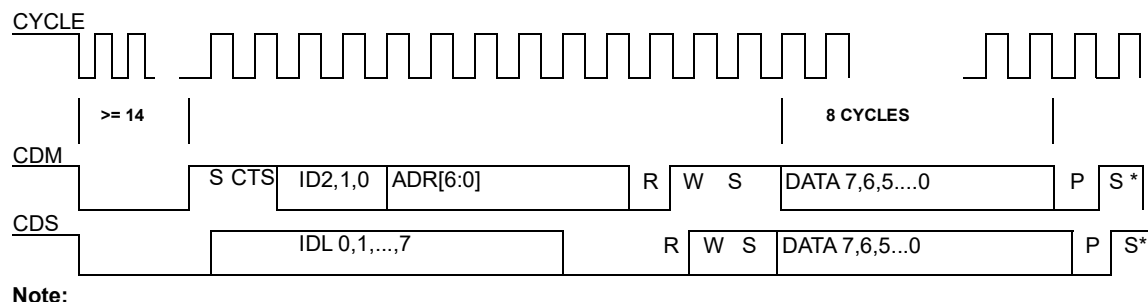 CYCLE
>= 14
8 CYCLES
CDM
S CTS ID2,1,0 ADR[6:0] R W S DATA 7,6,5....0 P S *
CDS
IDL 0,1,...,7 R W S DATA 7,6,5...0 P S*
Note: